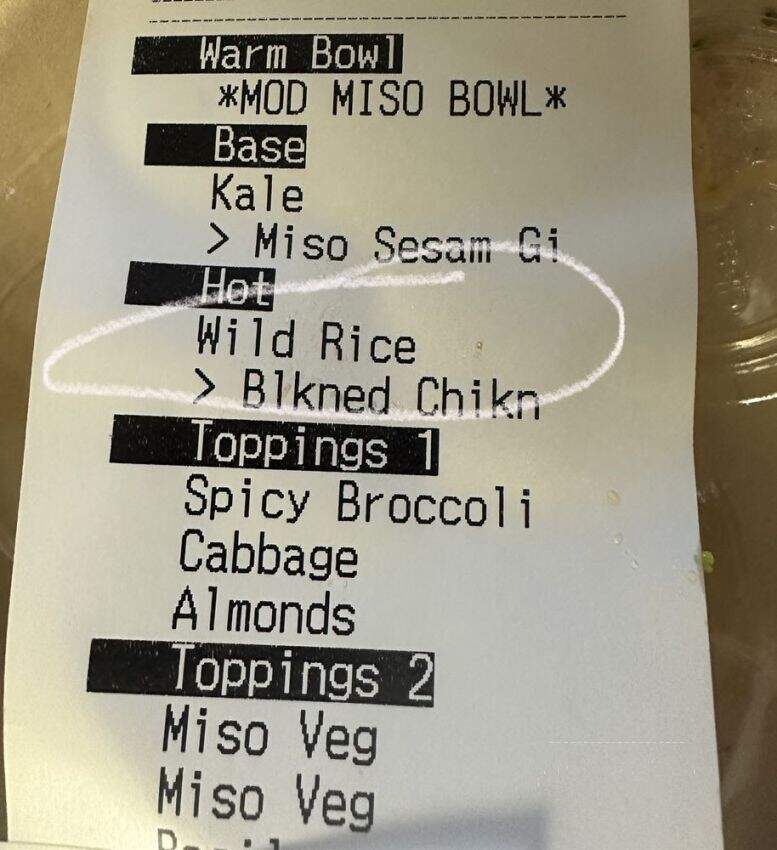 Warm Bowl
*MOD MISO BOWL*
Base
Kale
> Miso Sesam Gi
Hot
Wild Rice
> Blkned Chikn
Toppings 1
Spicy Broccoli
Cabbage
Almonds
Toppings 2
Miso Veg
Miso Veg